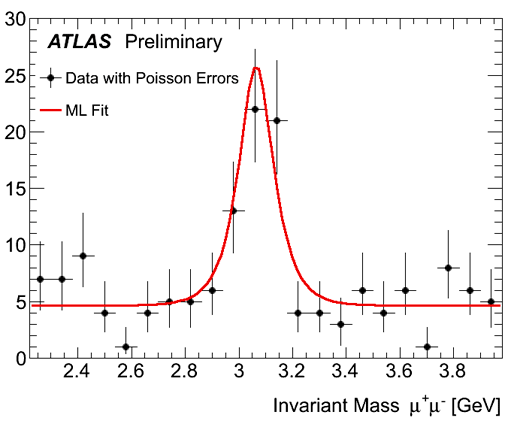 30
ATLAS Preliminary
25
Data with Poisson Errors
ML Fit
20
15
10
5
0
2.4 2.6 2.8 3 3.2 3.4 3.6 3.8
Invariant Mass μ⁺μ⁻ [GeV]